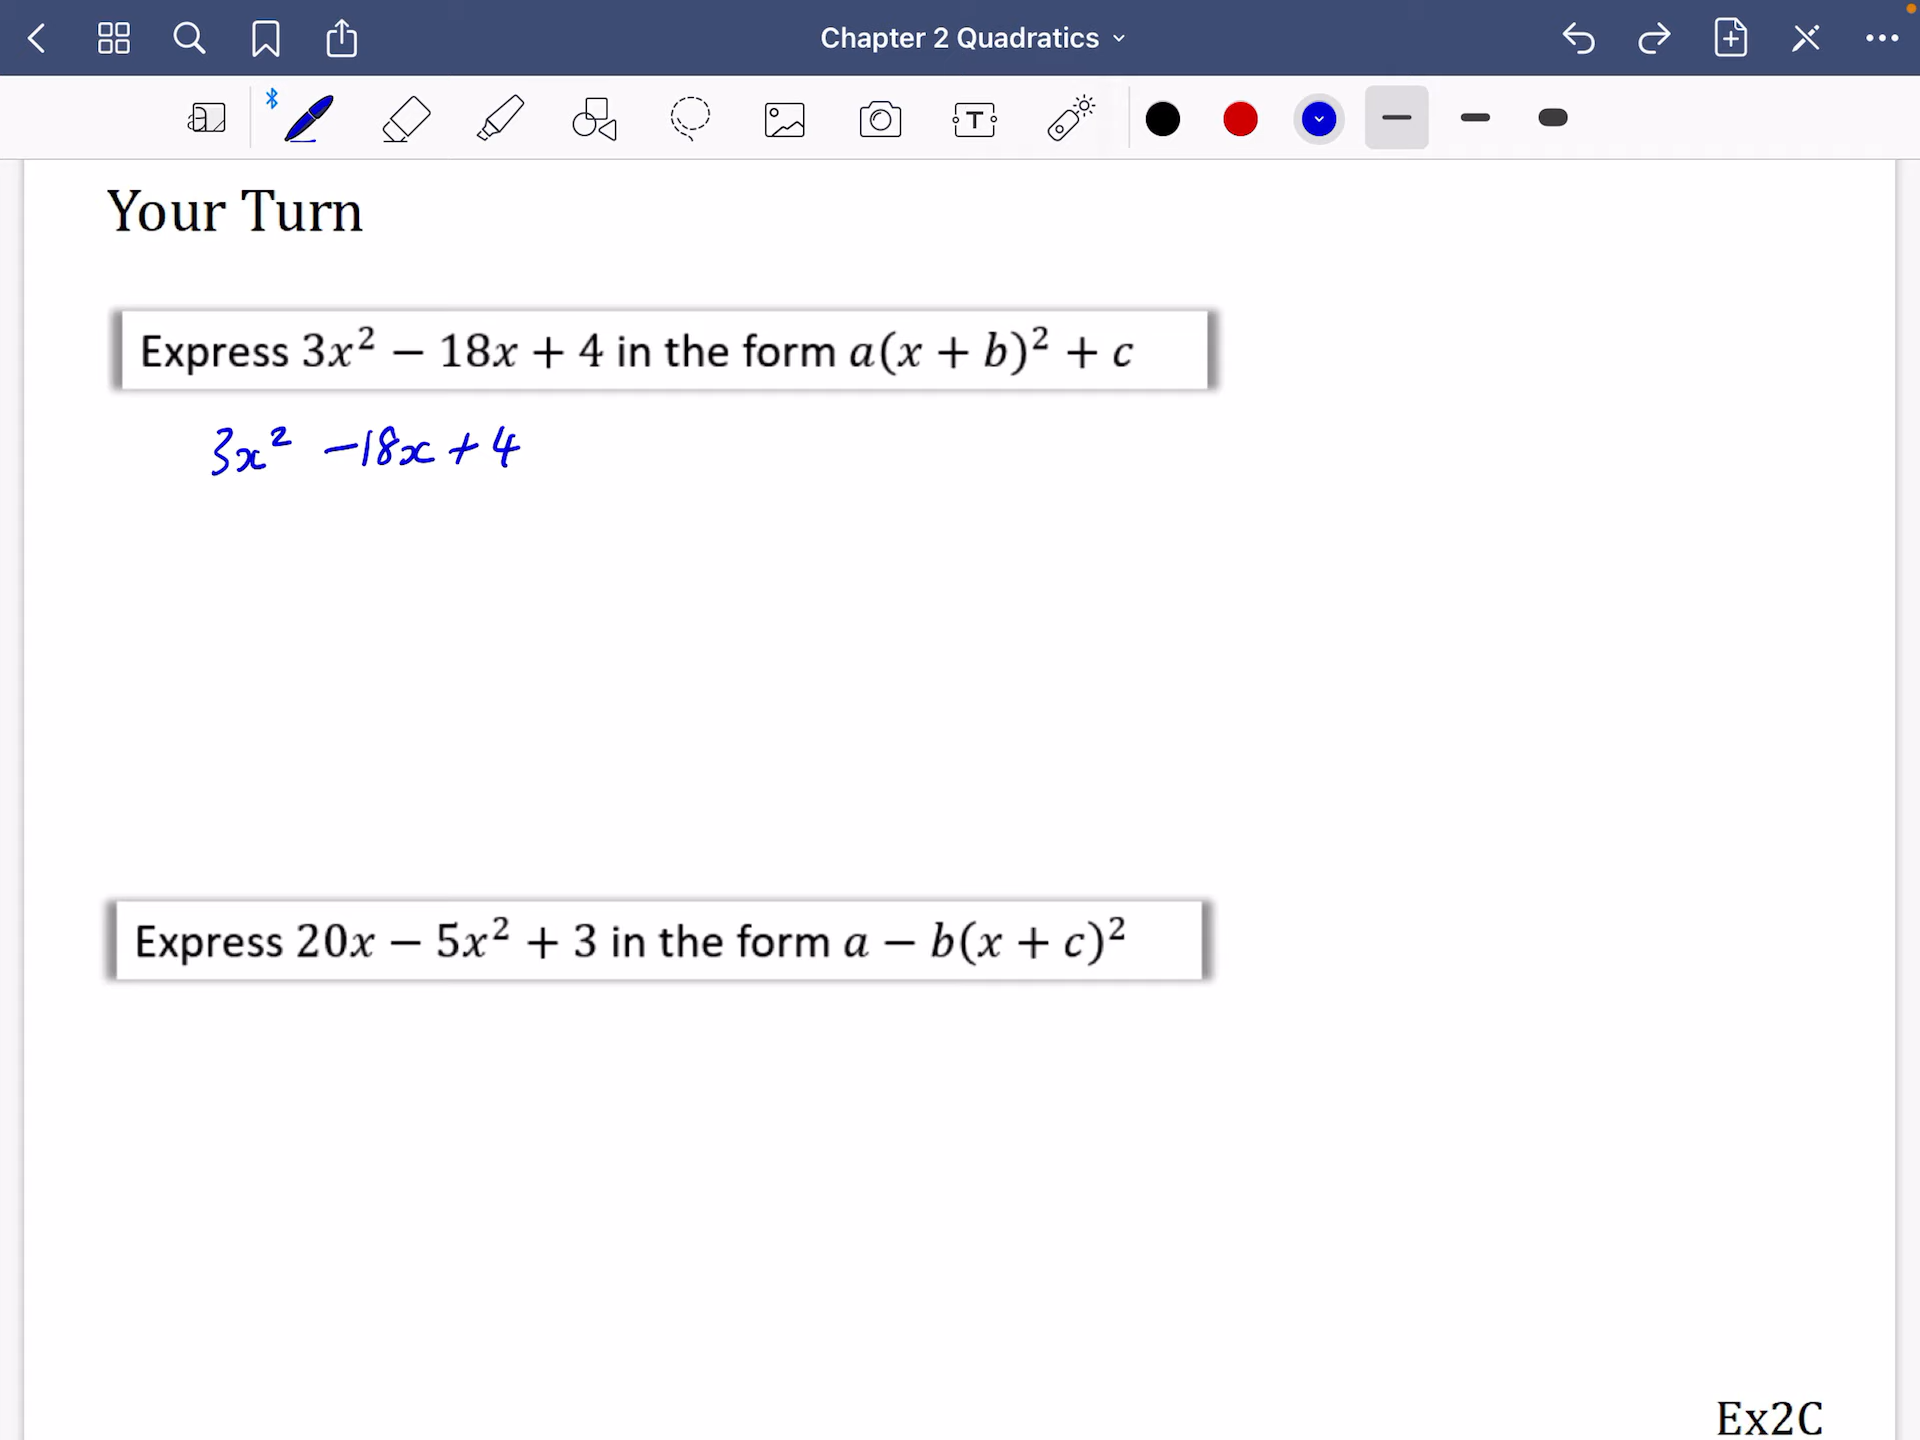 Chapter 2 Quadratics
Your Turn
Express 3x² − 18x + 4 in the form a(x + b)² + c
3x² −18x + 4
Express 20x − 5x² + 3 in the form a − b(x + c)²
Ex2C